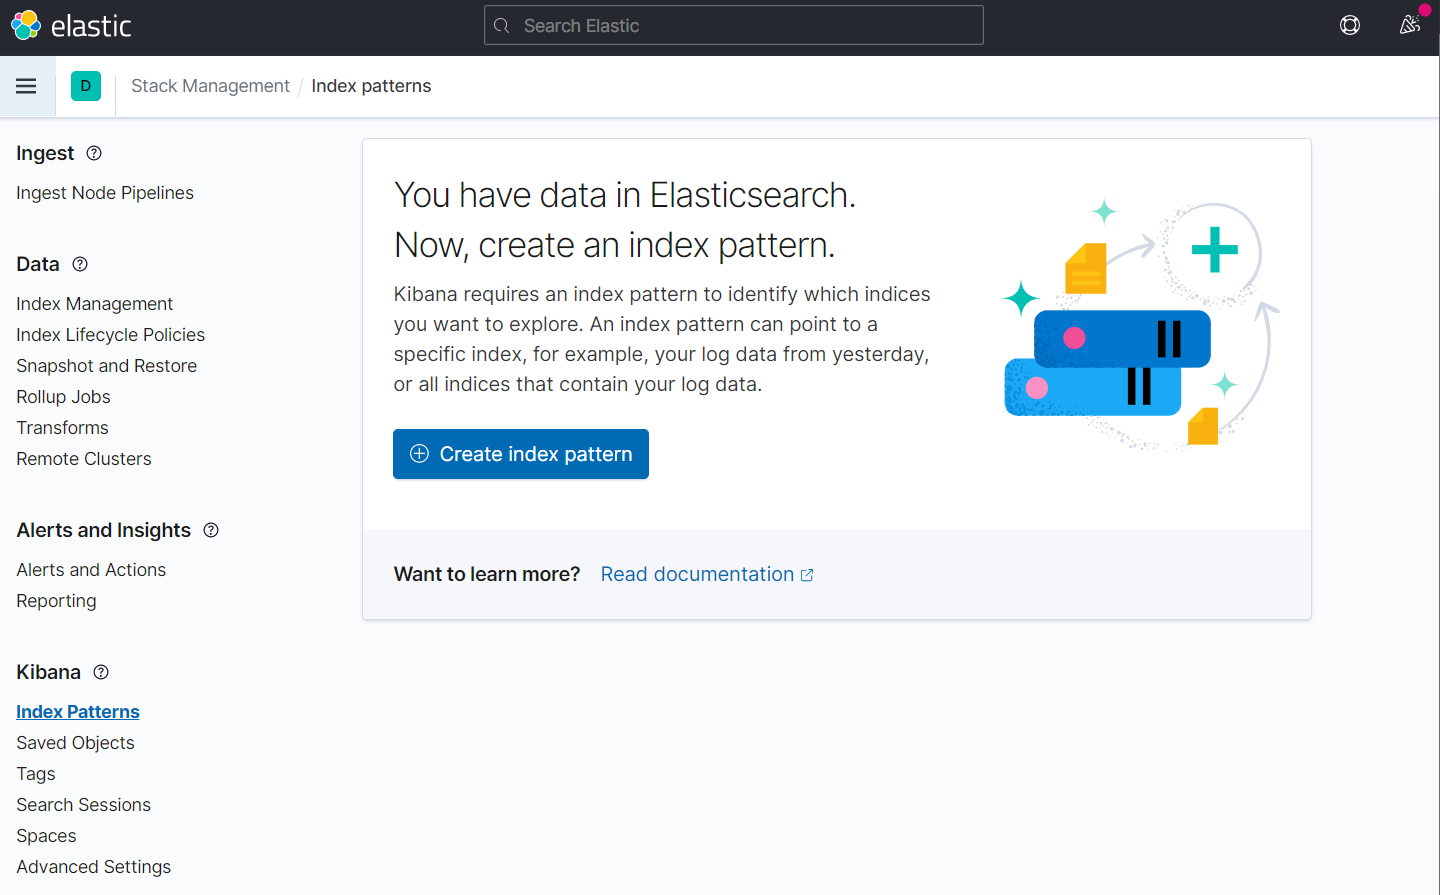 elastic
Search Elastic
D
Stack Management / Index patterns
Ingest
Ingest Node Pipelines
Data
Index Management
Index Lifecycle Policies
Snapshot and Restore
Rollup Jobs
Transforms
Remote Clusters
Alerts and Insights
Alerts and Actions
Reporting
Kibana
Index Patterns
Saved Objects
Tags
Search Sessions
Spaces
Advanced Settings
You have data in Elasticsearch.
Now, create an index pattern.
Kibana requires an index pattern to identify which indices
you want to explore. An index pattern can point to a
specific index, for example, your log data from yesterday,
or all indices that contain your log data.
Create index pattern
Want to learn more? Read documentation